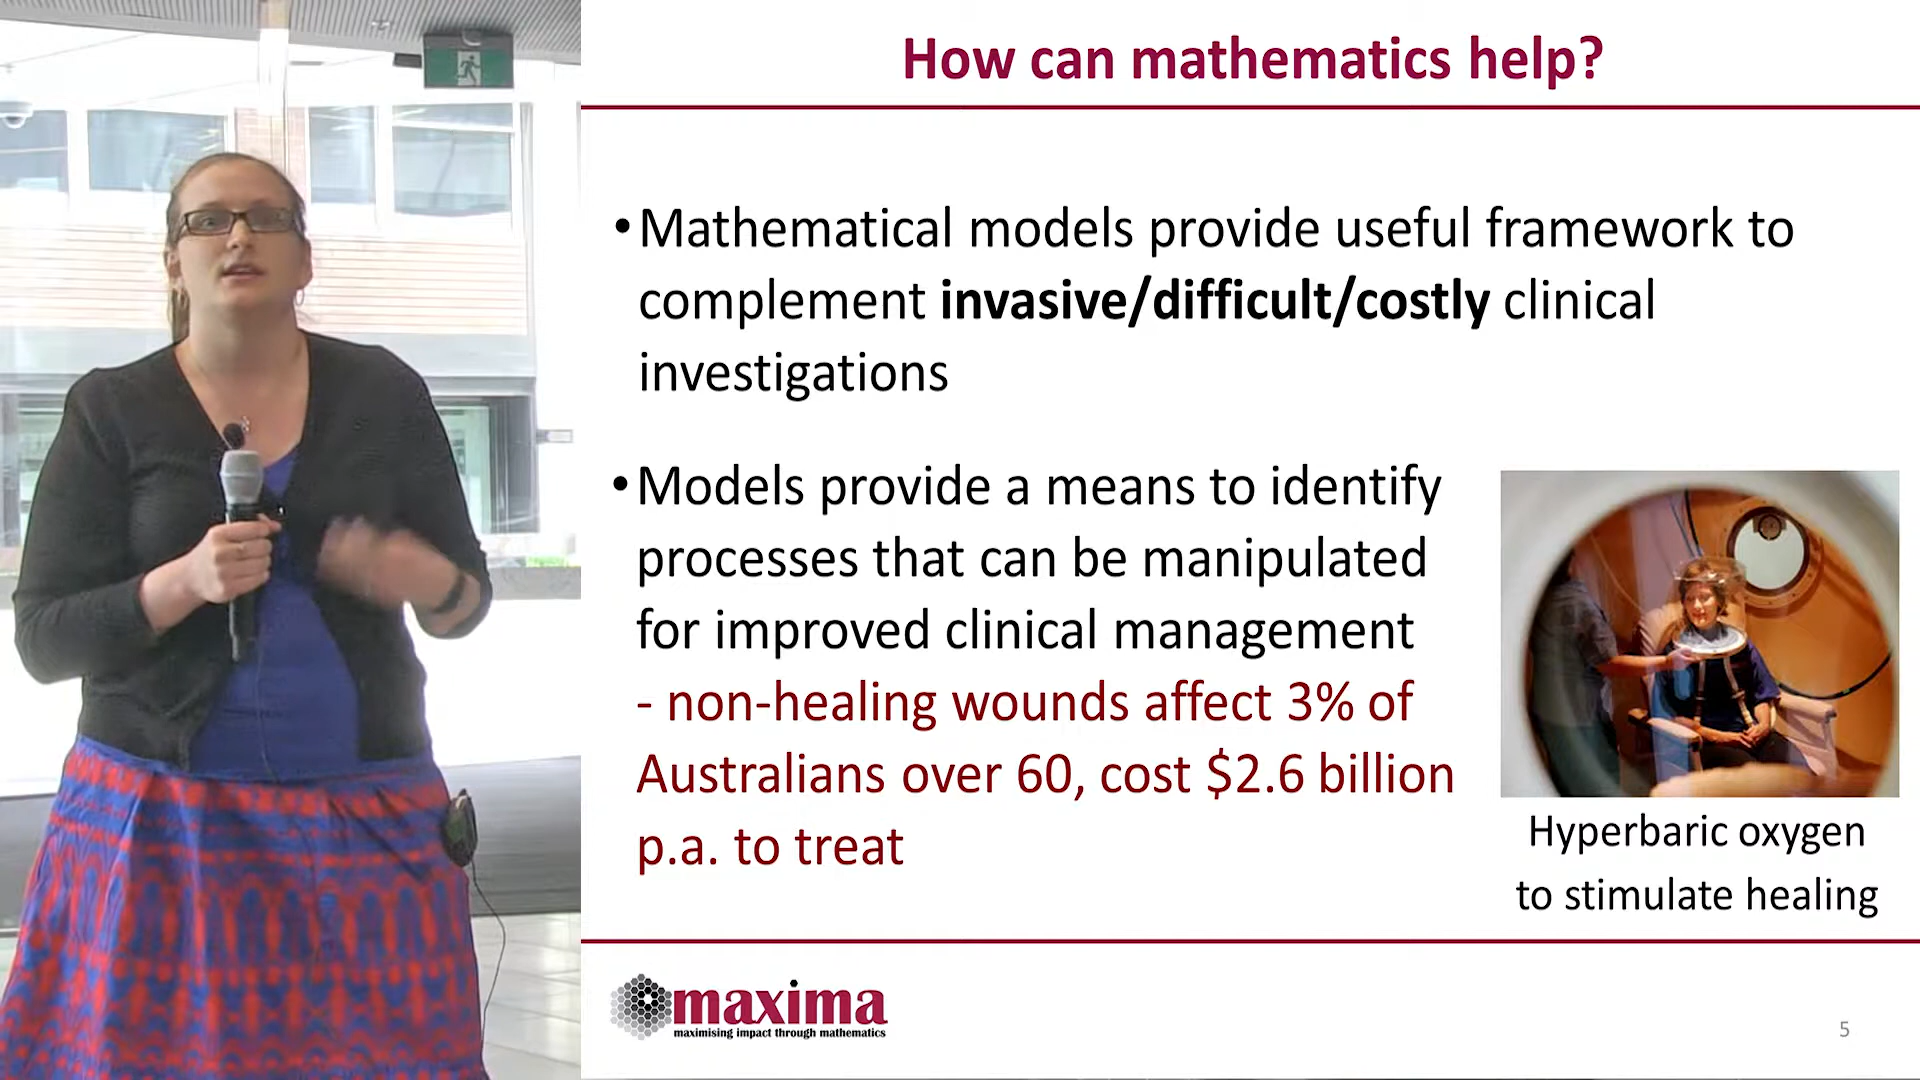 How can mathematics help?
•Mathematical models provide useful framework to
complement invasive/difficult/costly clinical
investigations
•Models provide a means to identify
processes that can be manipulated
for improved clinical management
- non-healing wounds affect 3% of
Australians over 60, cost $2.6 billion
p.a. to treat
Hyperbaric oxygen
to stimulate healing
maxima
maximising impact through mathematics
5